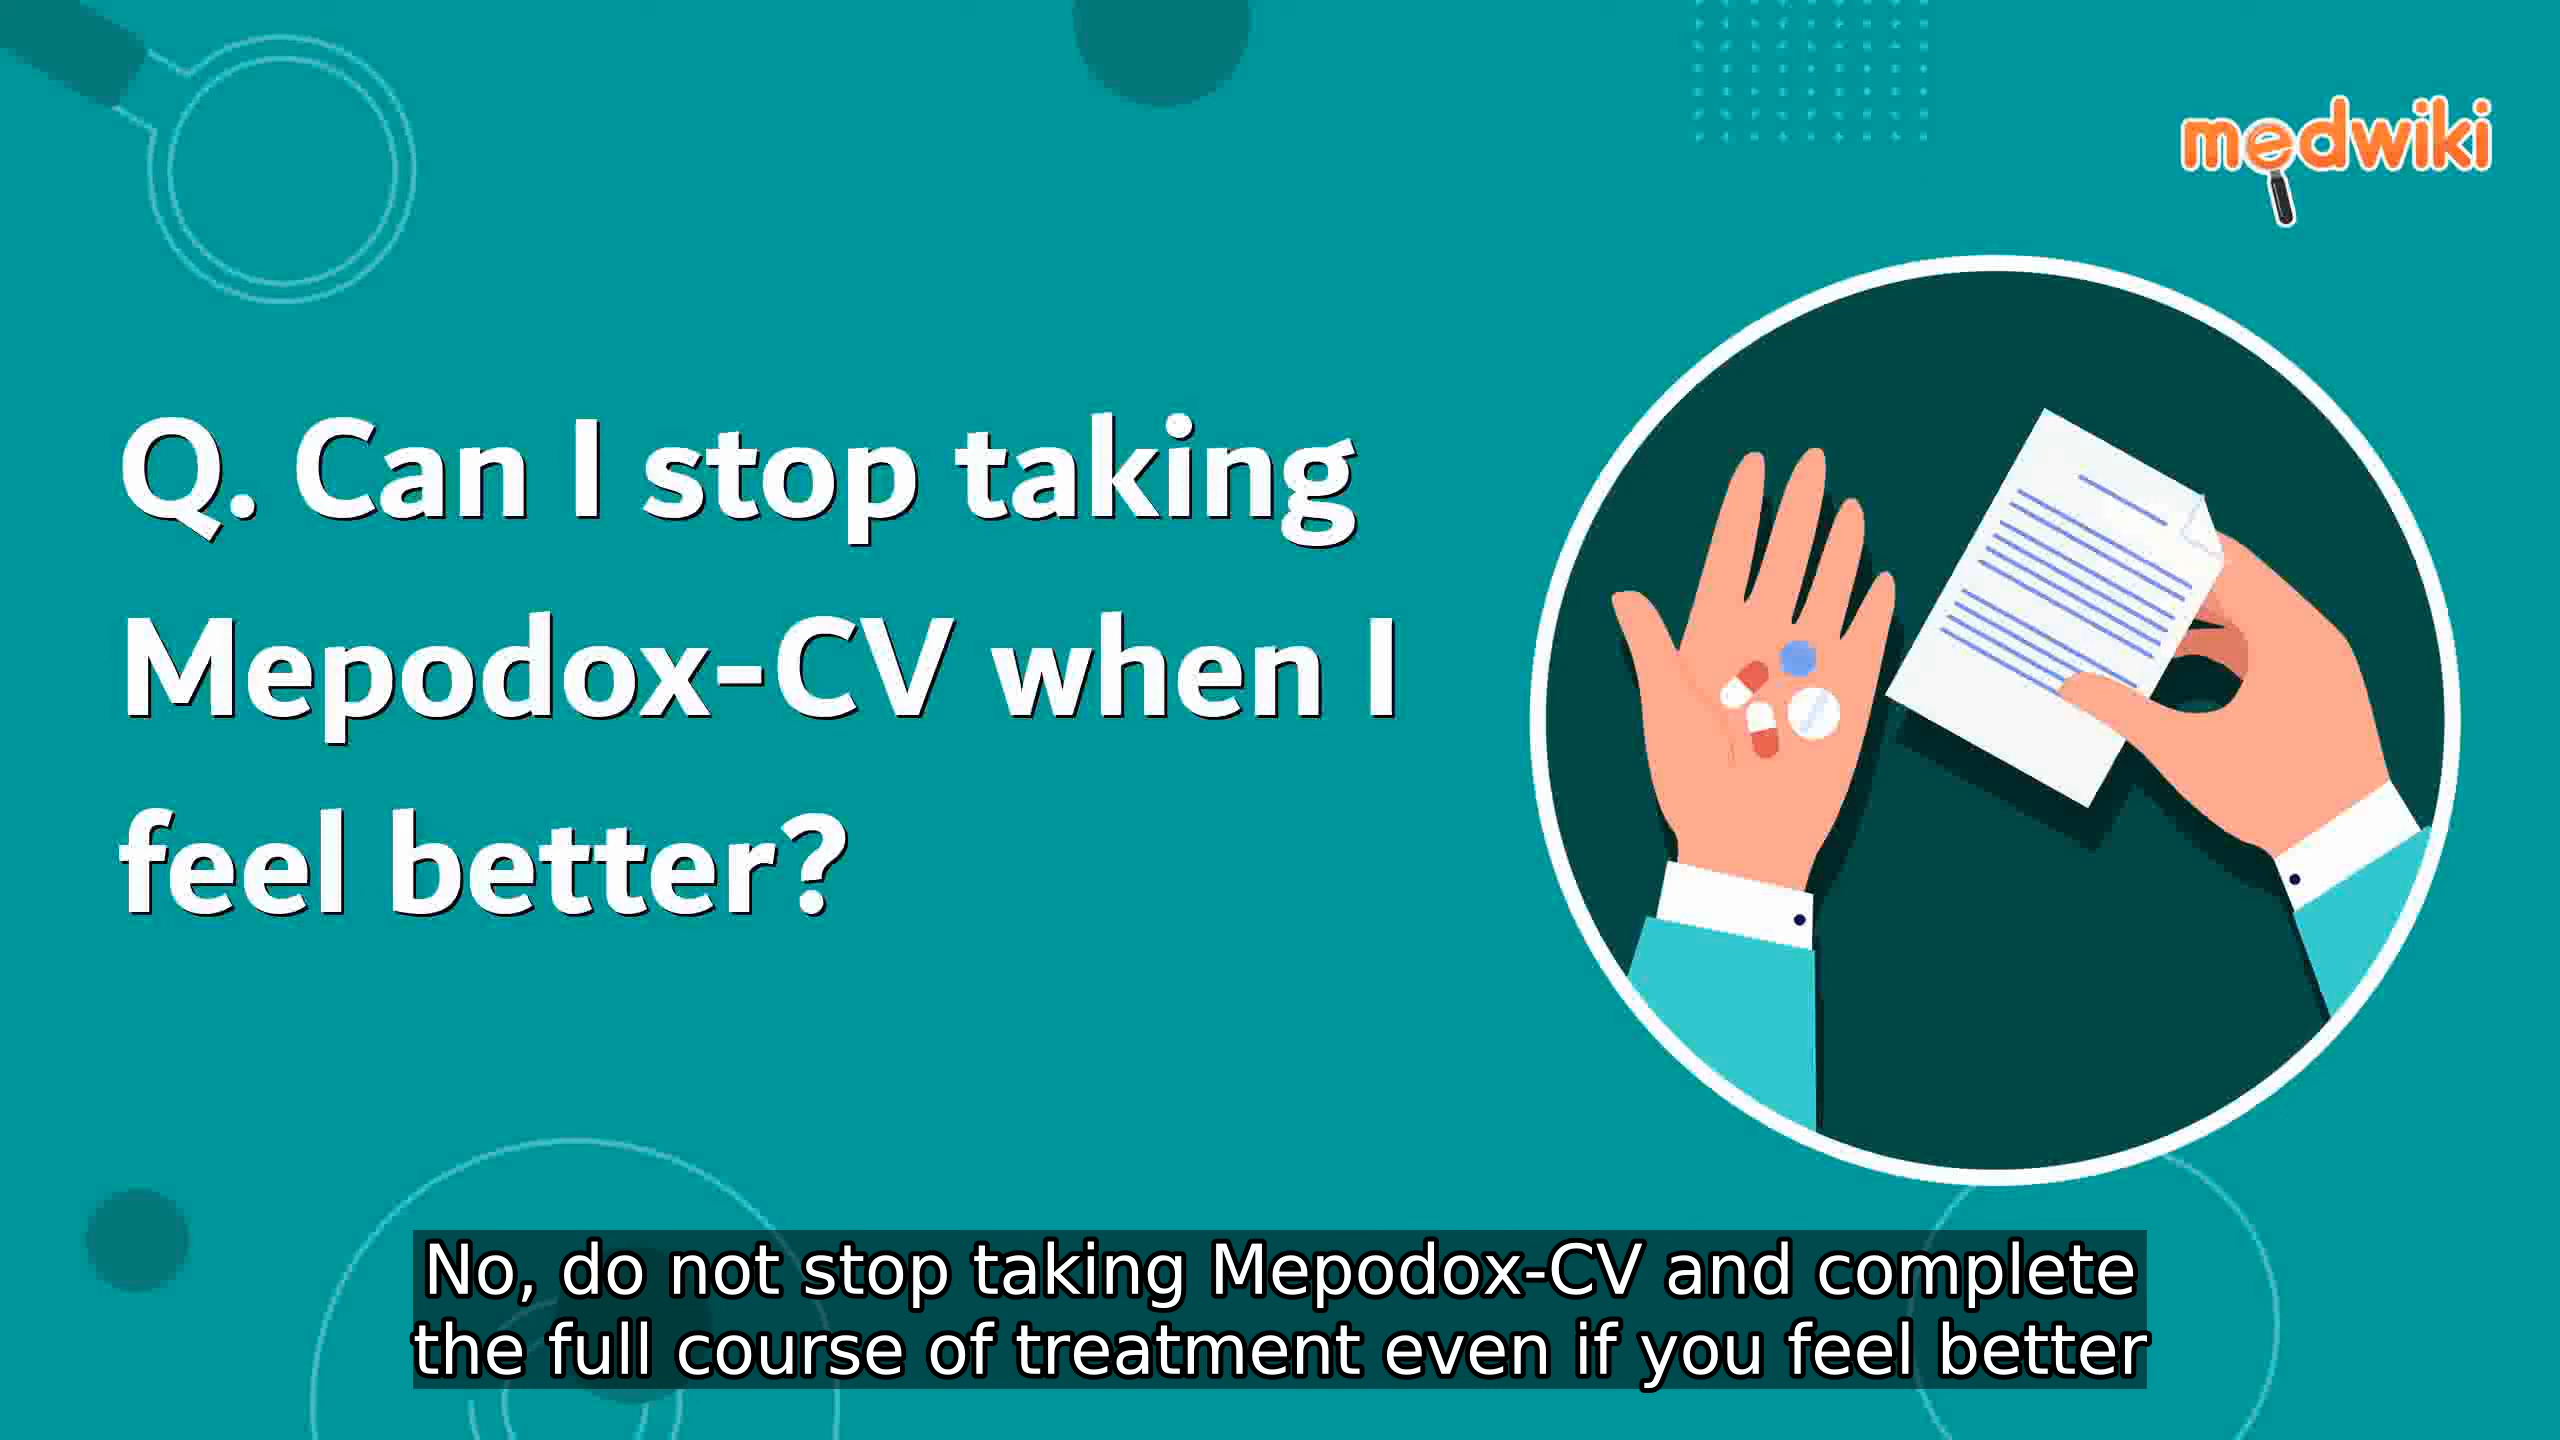 medwiki
Q. Can I stop taking
Mepodox-CV when I
feel better?
No, do not stop taking Mepodox-CV and complete
the full course of treatment even if you feel better